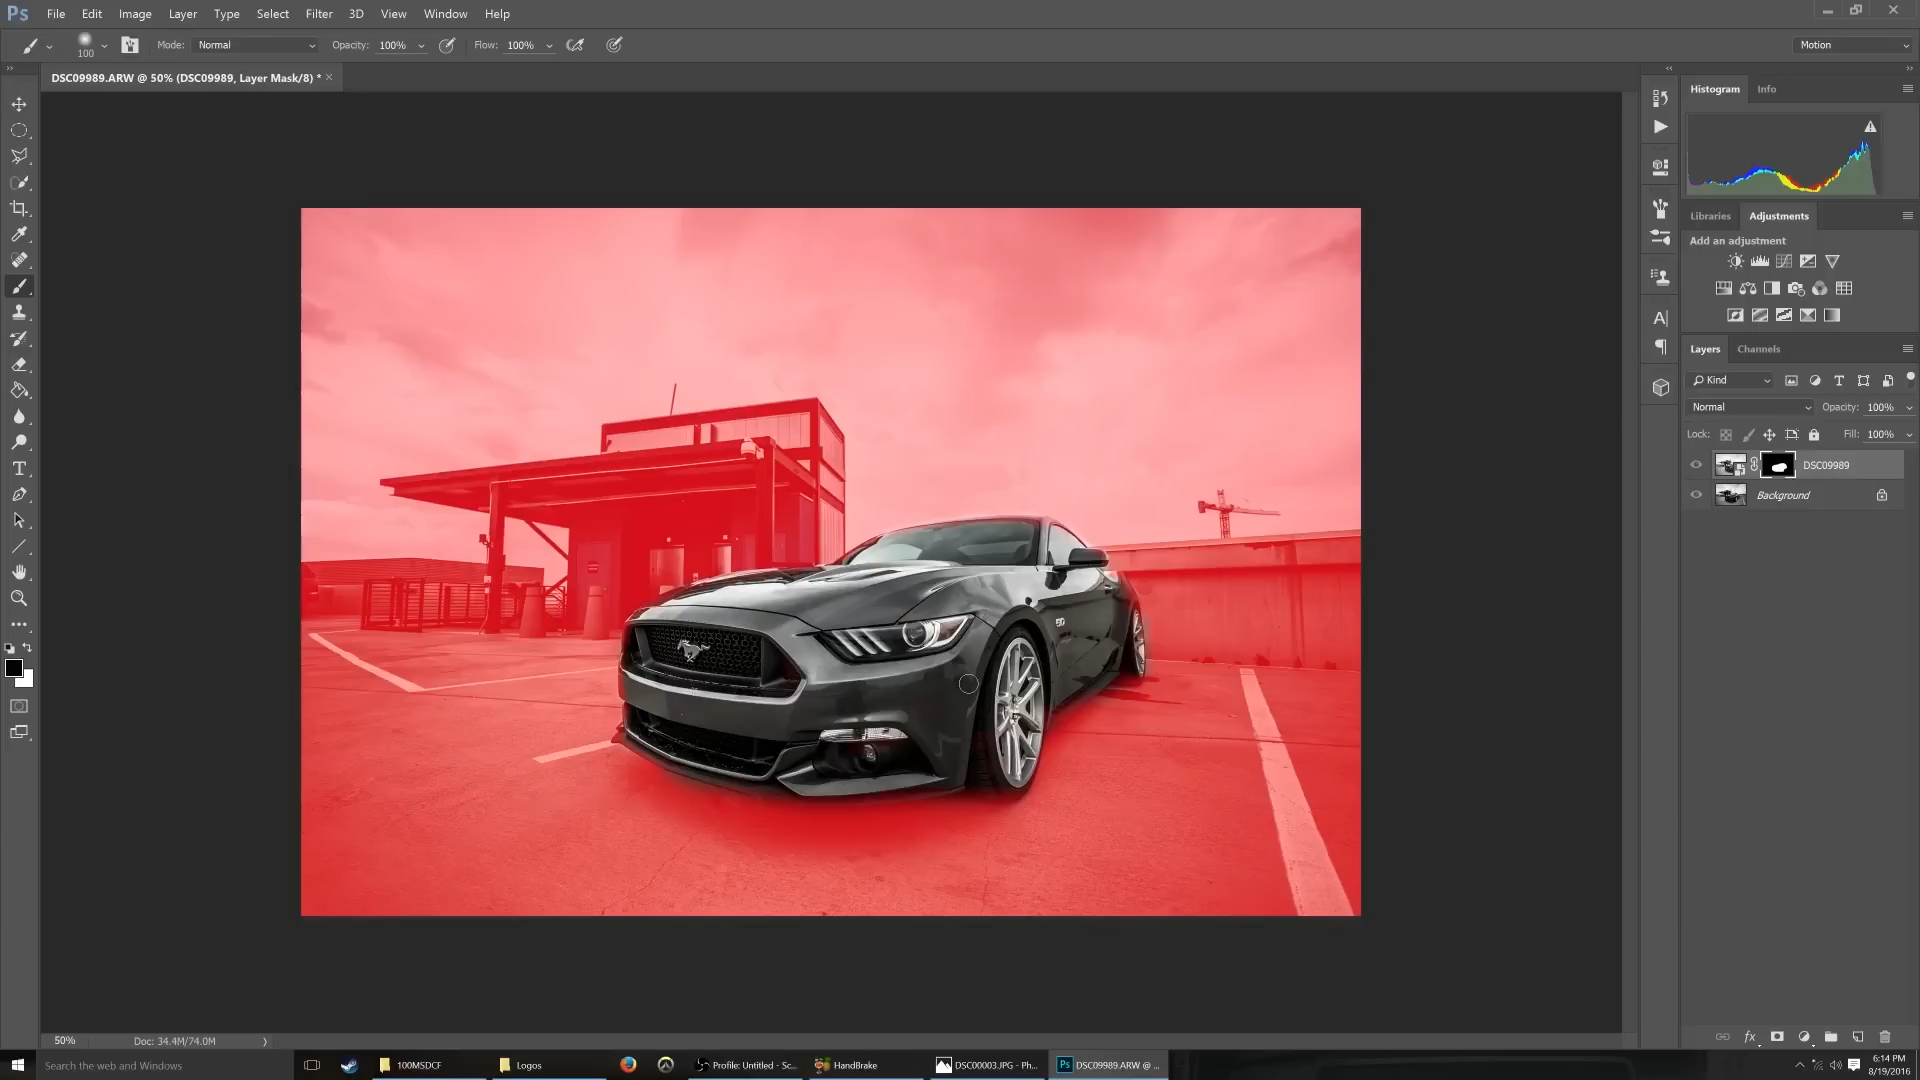 Ps File Edit Image Layer Type Select Filter 3D View Window Help
100 Mode: Normal Opacity: 100% Flow: 100% Motion
DSC09989.ARW @ 50% (DSC09989, Layer Mask/8) * ×
Histogram Info
Libraries Adjustments
Add an adjustment
Layers Channels
Kind
Normal Opacity: 100%
Lock: Fill: 100%
DSC09989
Background
5.0
50% Doc: 34.4M/74.0M
Search the web and Windows 100MSDCF Logos Profile: Untitled - Sc... HandBrake DSC00003.JPG - Ph... Ps DSC09989.ARW @ ... 6:14 PM
8/19/2016